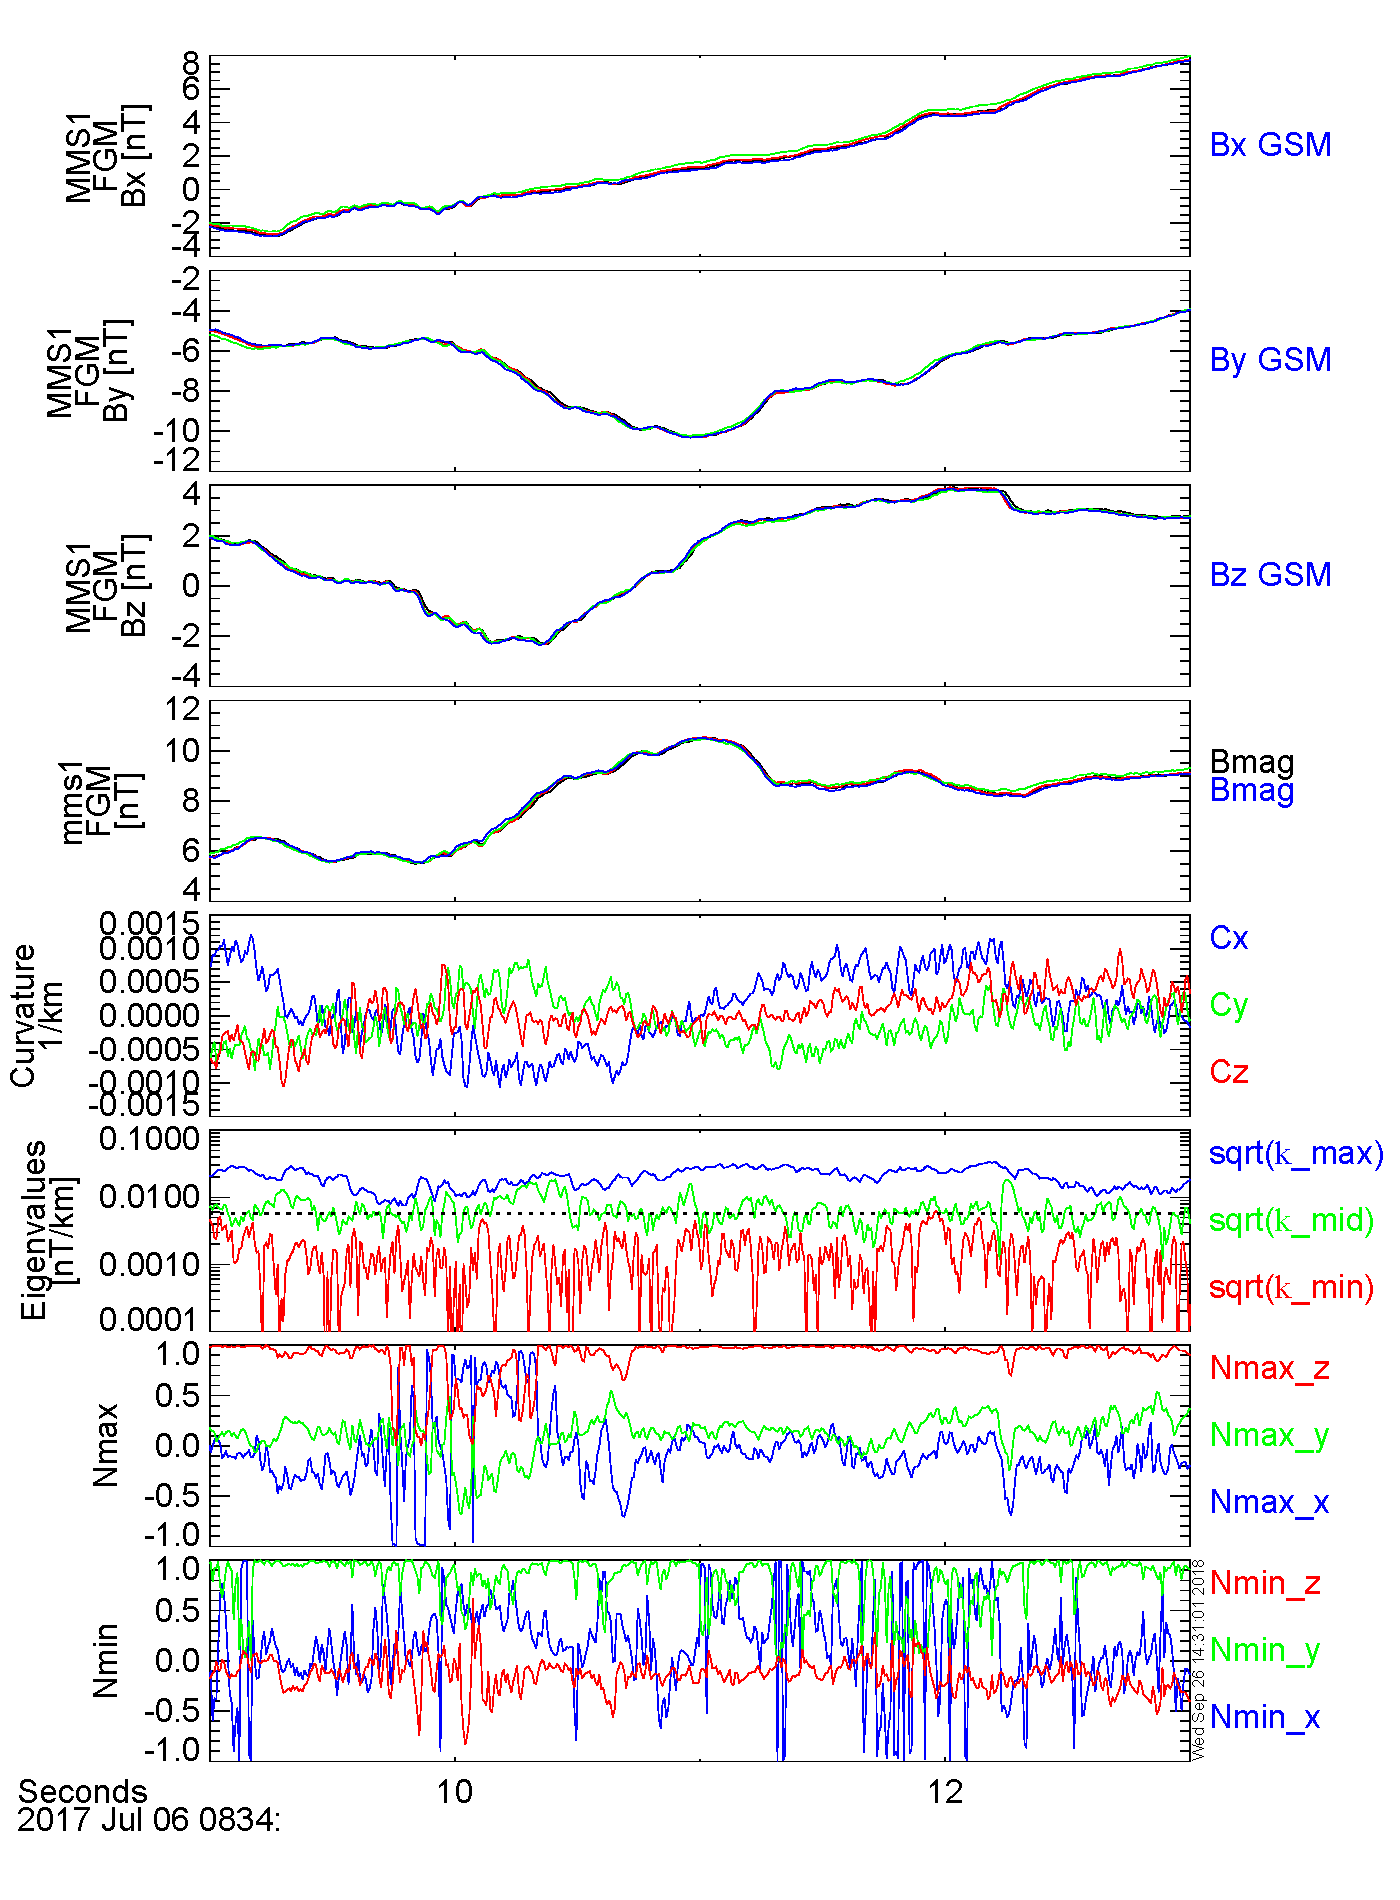 MMS1
FGM
Bx [nT]
8
6
4
2
0
-2
-4
Bx GSM
MMS1
FGM
By [nT]
-2
-4
-6
-8
-10
-12
By GSM
MMS1
FGM
Bz [nT]
4
2
0
-2
-4
Bz GSM
mms1
FGM
[nT]
12
10
8
6
4
Bmag
Bmag
Curvature
1/km
0.0015
0.0010
0.0005
0.0000
-0.0005
-0.0010
-0.0015
Cx
Cy
Cz
Eigenvalues
[nT/km]
0.1000
0.0100
0.0010
0.0001
sqrt(k_max)
sqrt(k_mid)
sqrt(k_min)
Nmax
1.0
0.5
0.0
-0.5
-1.0
Nmax_z
Nmax_y
Nmax_x
Nmin
1.0
0.5
0.0
-0.5
-1.0
Nmin_z
Nmin_y
Nmin_x
Wed Sep 26 14:31:01 2018
Seconds
10
12
2017 Jul 06 0834: